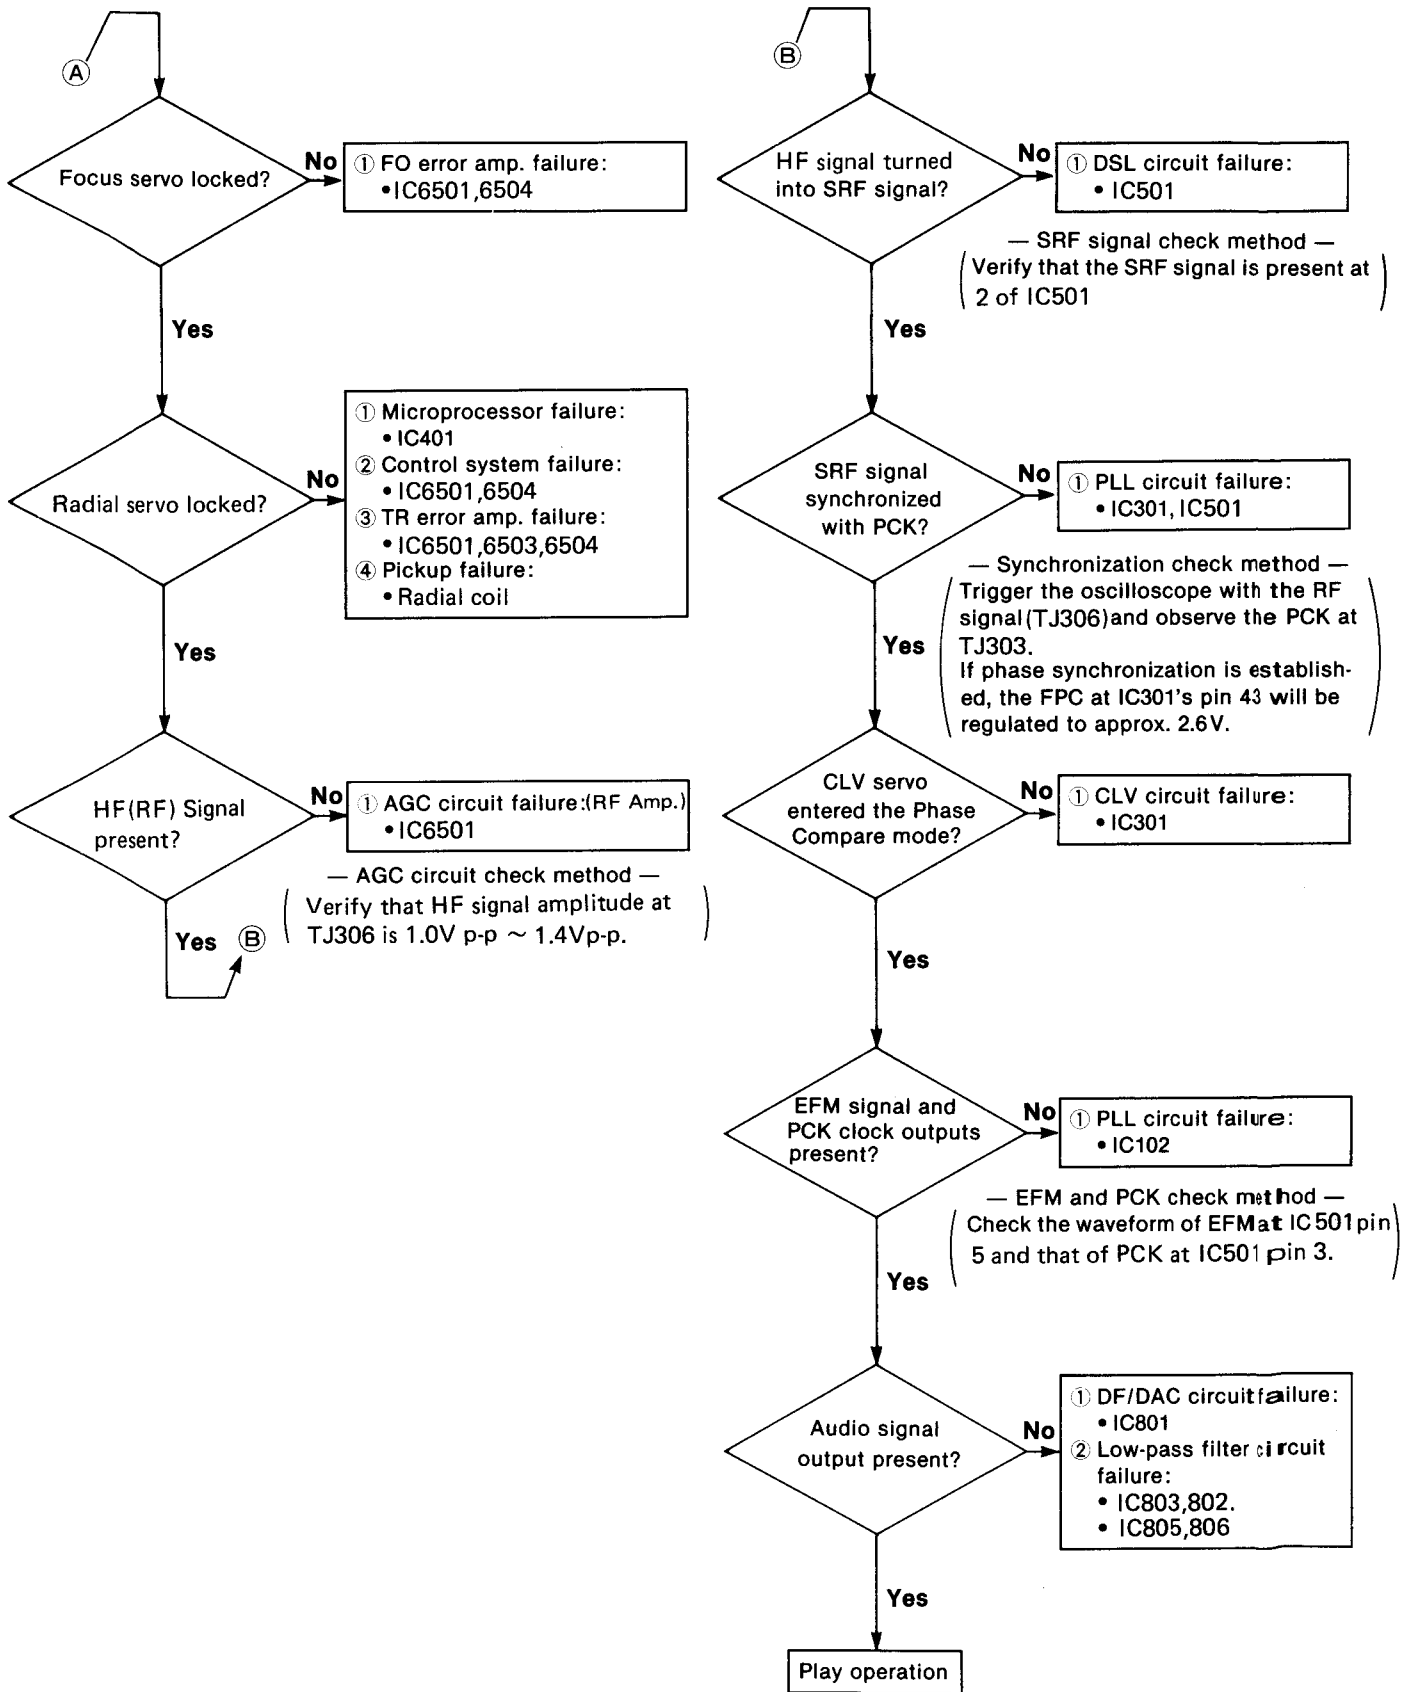 A
Focus servo locked?
No
① FO error amp. failure:
• IC6501,6504
Yes
Radial servo locked?
No
① Microprocessor failure:
• IC401
② Control system failure:
• IC6501,6504
③ TR error amp. failure:
• IC6501,6503,6504
④ Pickup failure:
• Radial coil
Yes
HF(RF) Signal
present?
No
① AGC circuit failure:(RF Amp.)
• IC6501
— AGC circuit check method —
Verify that HF signal amplitude at
TJ306 is 1.0V p-p ~ 1.4Vp-p.
Yes
B
B
HF signal turned
into SRF signal?
No
① DSL circuit failure:
• IC501
— SRF signal check method —
(Verify that the SRF signal is present at
2 of IC501)
Yes
SRF signal
synchronized
with PCK?
No
① PLL circuit failure:
• IC301, IC501
— Synchronization check method —
Trigger the oscilloscope with the RF
signal(TJ306)and observe the PCK at
TJ303.
If phase synchronization is establish-
ed, the FPC at IC301's pin 43 will be
regulated to approx. 2.6V.
Yes
CLV servo
entered the Phase
Compare mode?
No
① CLV circuit failure:
• IC301
Yes
EFM signal and
PCK clock outputs
present?
No
① PLL circuit failure:
• IC102
— EFM and PCK check method —
Check the waveform of EFM at IC501 pin
5 and that of PCK at IC501 pin 3.
Yes
Audio signal
output present?
No
① DF/DAC circuit failure:
• IC801
② Low-pass filter circuit
failure:
• IC803,802.
• IC805,806
Yes
Play operation